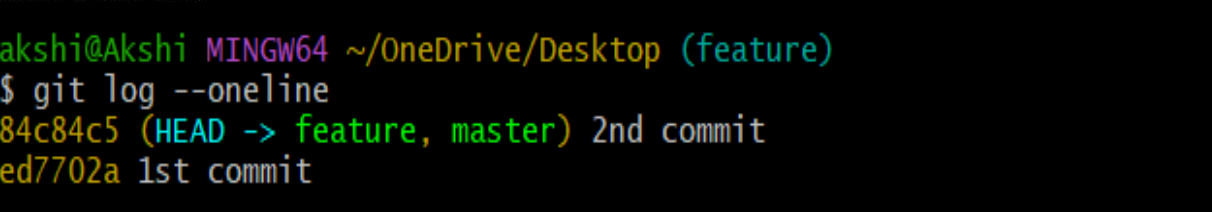 akshi@Akshi MINGW64 ~/OneDrive/Desktop (feature)
$ git log --oneline
84c84c5 (HEAD -> feature, master) 2nd commit
ed7702a 1st commit